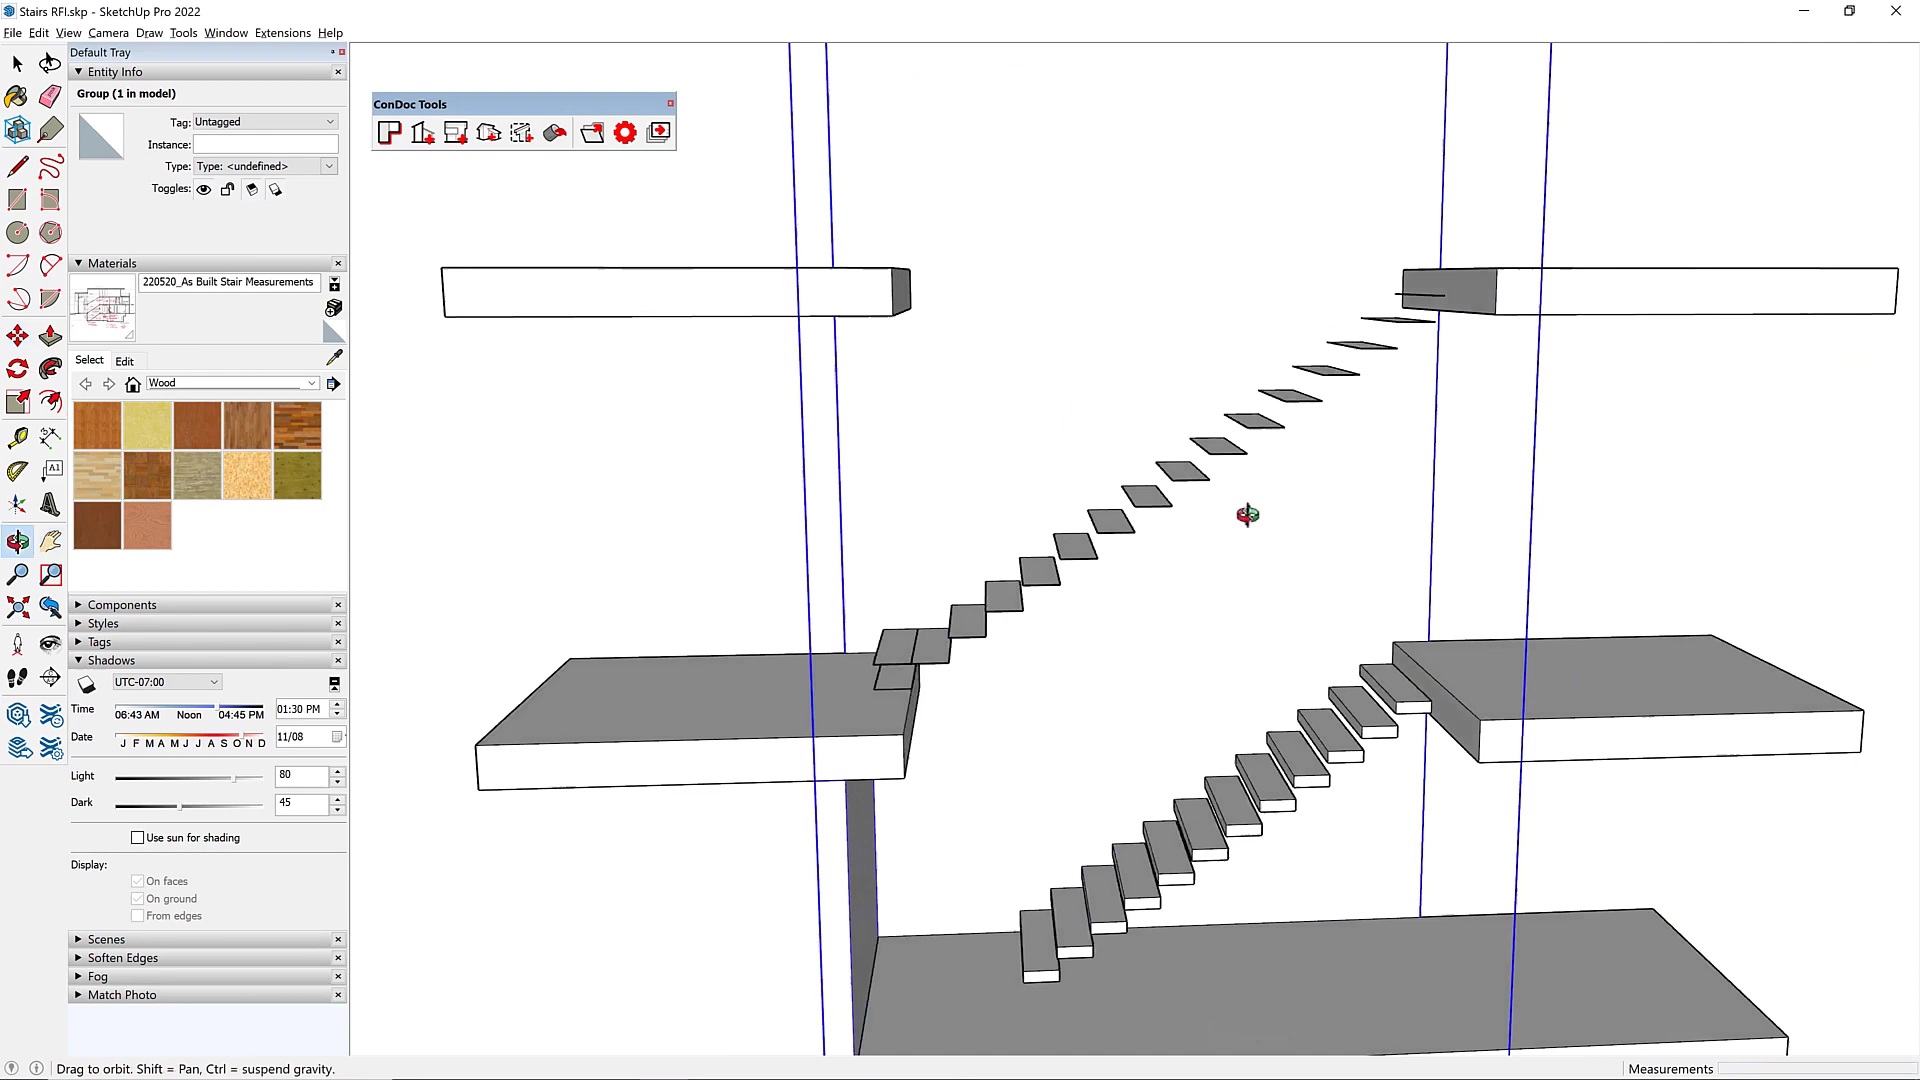 Stairs RFI.skp - SketchUp Pro 2022
File Edit View Camera Draw Tools Window Extensions Help
Default Tray
Entity Info
Group (1 in model)
Tag: Untagged
Instance:
Type: Type: <undefined>
Toggles:
ConDoc Tools
Materials
220520_As Built Stair Measurements
Select Edit
Wood
A1
Components
Styles
Tags
Shadows
UTC-07:00
Time 06:43 AM Noon 04:45 PM 01:30 PM
Date J F M A M J J A S O N D 11/08
Light 80
Dark 45
Use sun for shading
Display:
On faces
On ground
From edges
Scenes
Soften Edges
Fog
Match Photo
Drag to orbit. Shift = Pan, Ctrl = suspend gravity.
Measurements